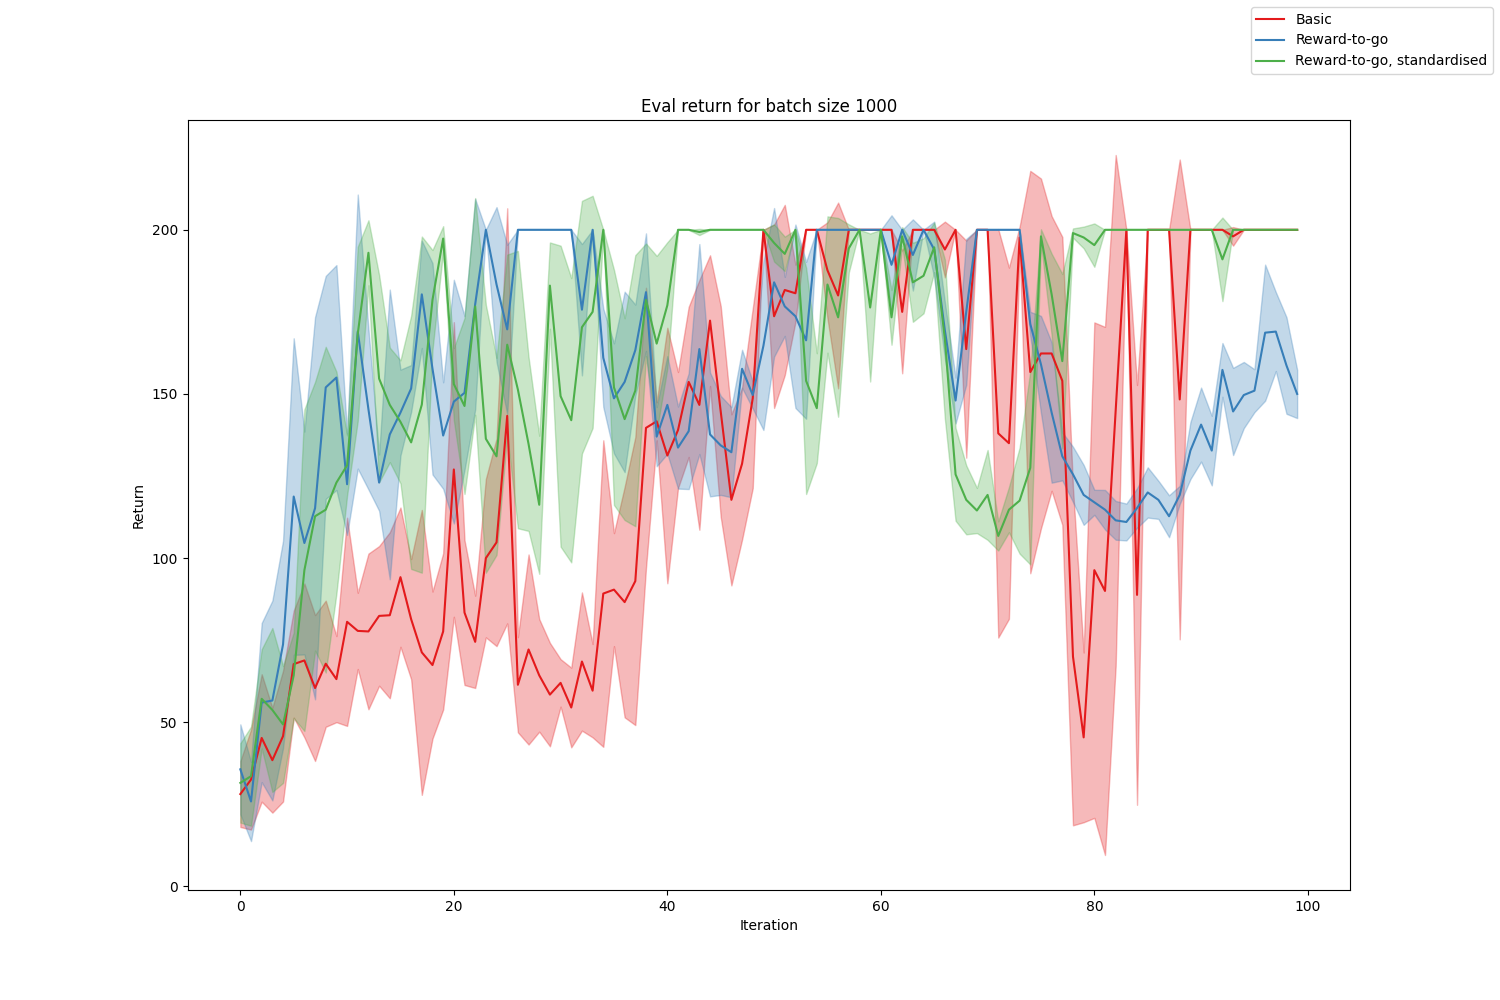 Basic
Reward-to-go
Reward-to-go, standardised
Eval return for batch size 1000
200
150
100
50
0
Return
0 20 40 60 80 100
Iteration